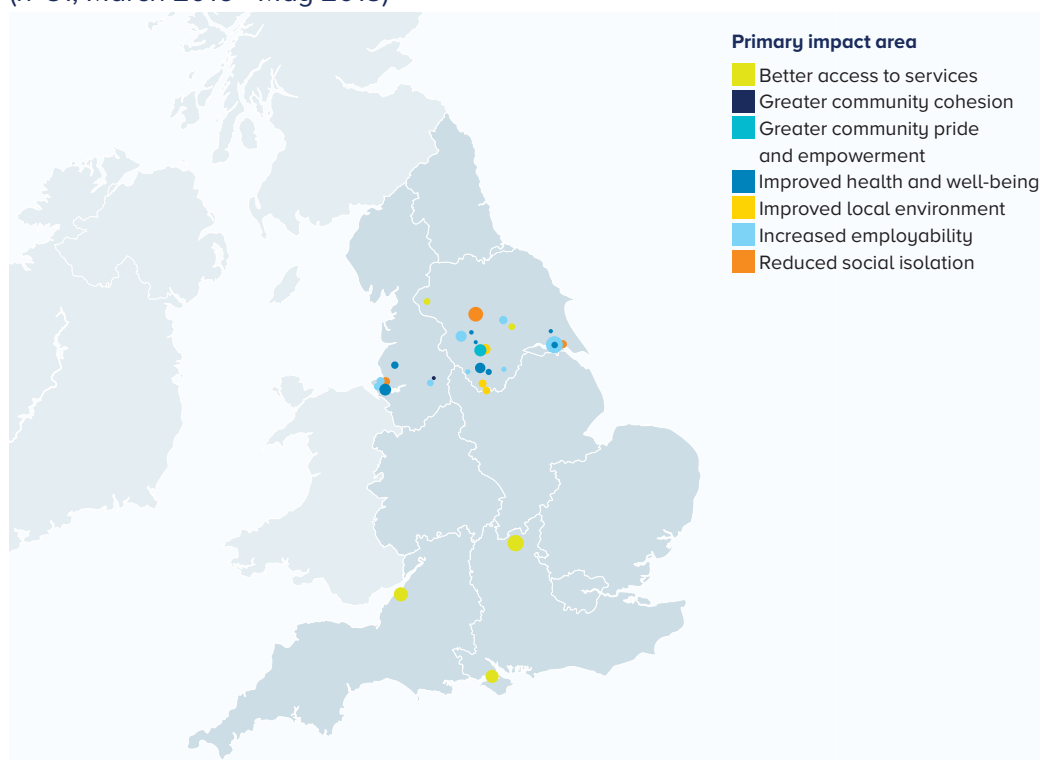 Primary impact area
Better access to services
Greater community cohesion
Greater community pride
and empowerment
Improved health and well-being
Improved local environment
Increased employability
Reduced social isolation